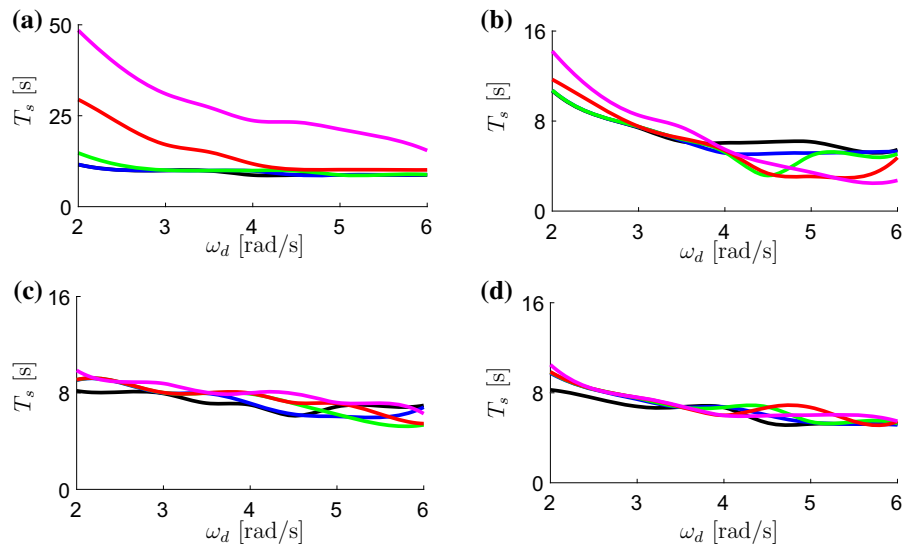 (a)
50
25
0
T_s [s]
2 3 4 5 6
ω_d [rad/s]
(b)
16
8
0
T_s [s]
2 3 4 5 6
ω_d [rad/s]
(c)
16
8
0
T_s [s]
2 3 4 5 6
ω_d [rad/s]
(d)
16
8
0
T_s [s]
2 3 4 5 6
ω_d [rad/s]